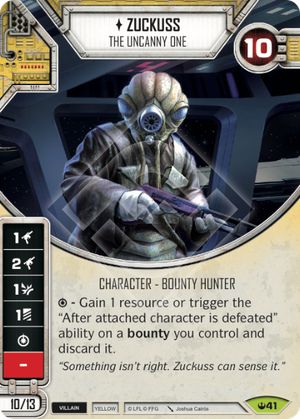 ZUCKUSS
THE UNCANNY ONE
10
1
2
1
1
-
10/13
CHARACTER - BOUNTY HUNTER
- Gain 1 resource or trigger the
"After attached character is defeated"
ability on a bounty you control and
discard it.
"Something isn't right. Zuckuss can sense it."
VILLAIN YELLOW © LFL © FFG Joshua Cairós 41